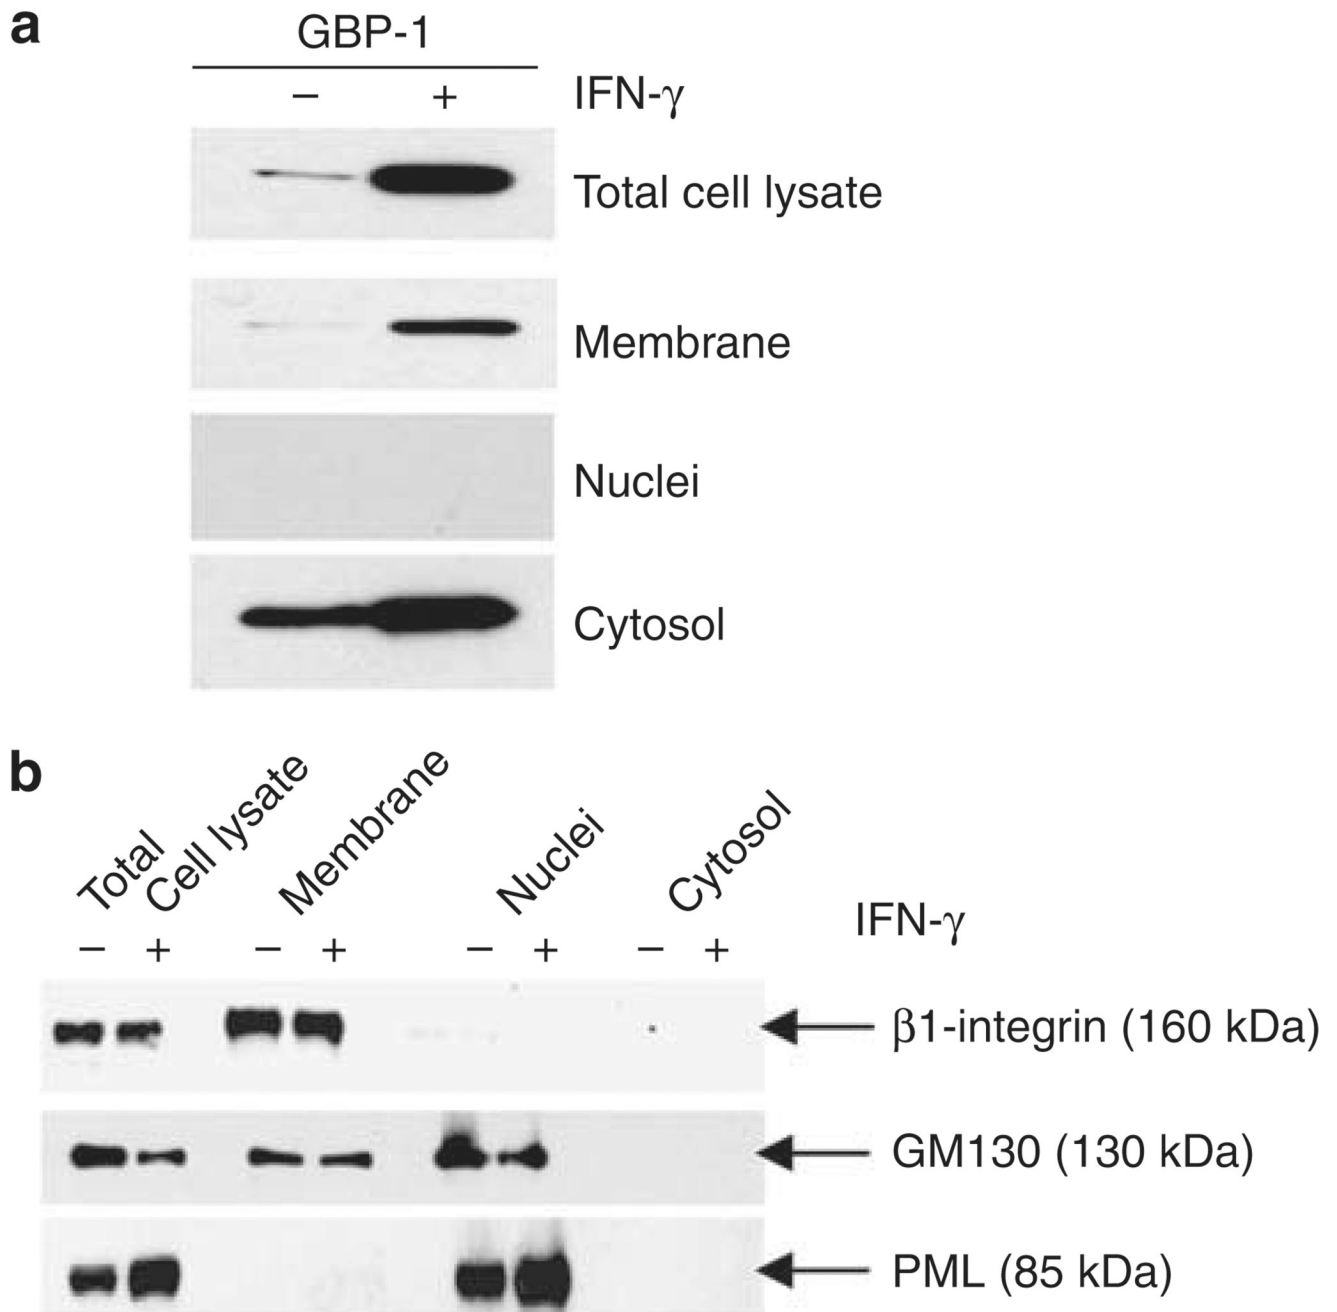 a
GBP-1
− + IFN-γ
Total cell lysate
Membrane
Nuclei
Cytosol
b
Total
Cell lysate
Membrane
Nuclei
Cytosol
− + − + − + − + IFN-γ
β1-integrin (160 kDa)
GM130 (130 kDa)
PML (85 kDa)